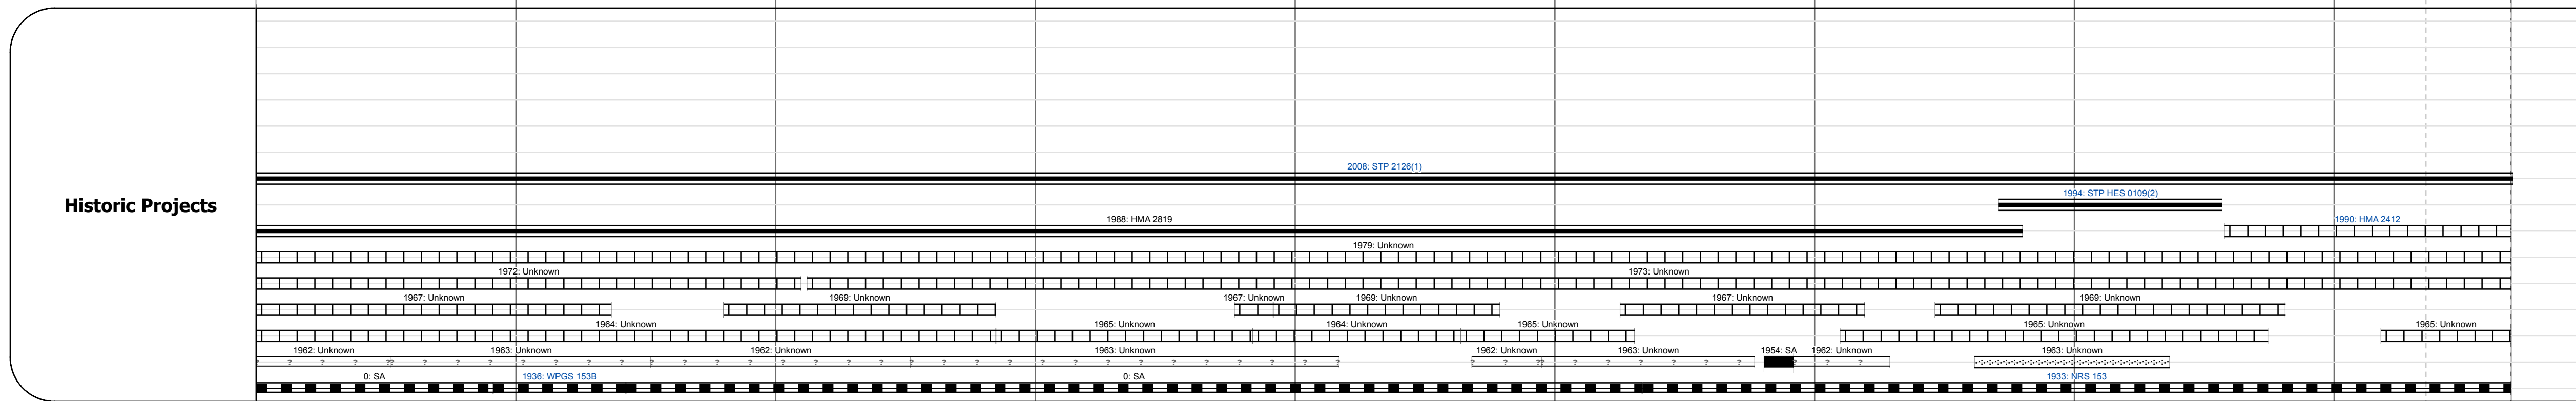 Historic Projects
2008: STP 2126(1)
1994: STP HES 0109(2)
1988: HMA 2819
1990: HMA 2412
1979: Unknown
1972: Unknown
1973: Unknown
1967: Unknown
1969: Unknown
1967: Unknown
1969: Unknown
1967: Unknown
1969: Unknown
1964: Unknown
1965: Unknown
1964: Unknown
1965: Unknown
1965: Unknown
1965: Unknown
1962: Unknown
1963: Unknown
1962: Unknown
1963: Unknown
1962: Unknown
1963: Unknown
1954: SA
1962: Unknown
1963: Unknown
0: SA
1936: WPGS 153B
0: SA
1933: NRS 153